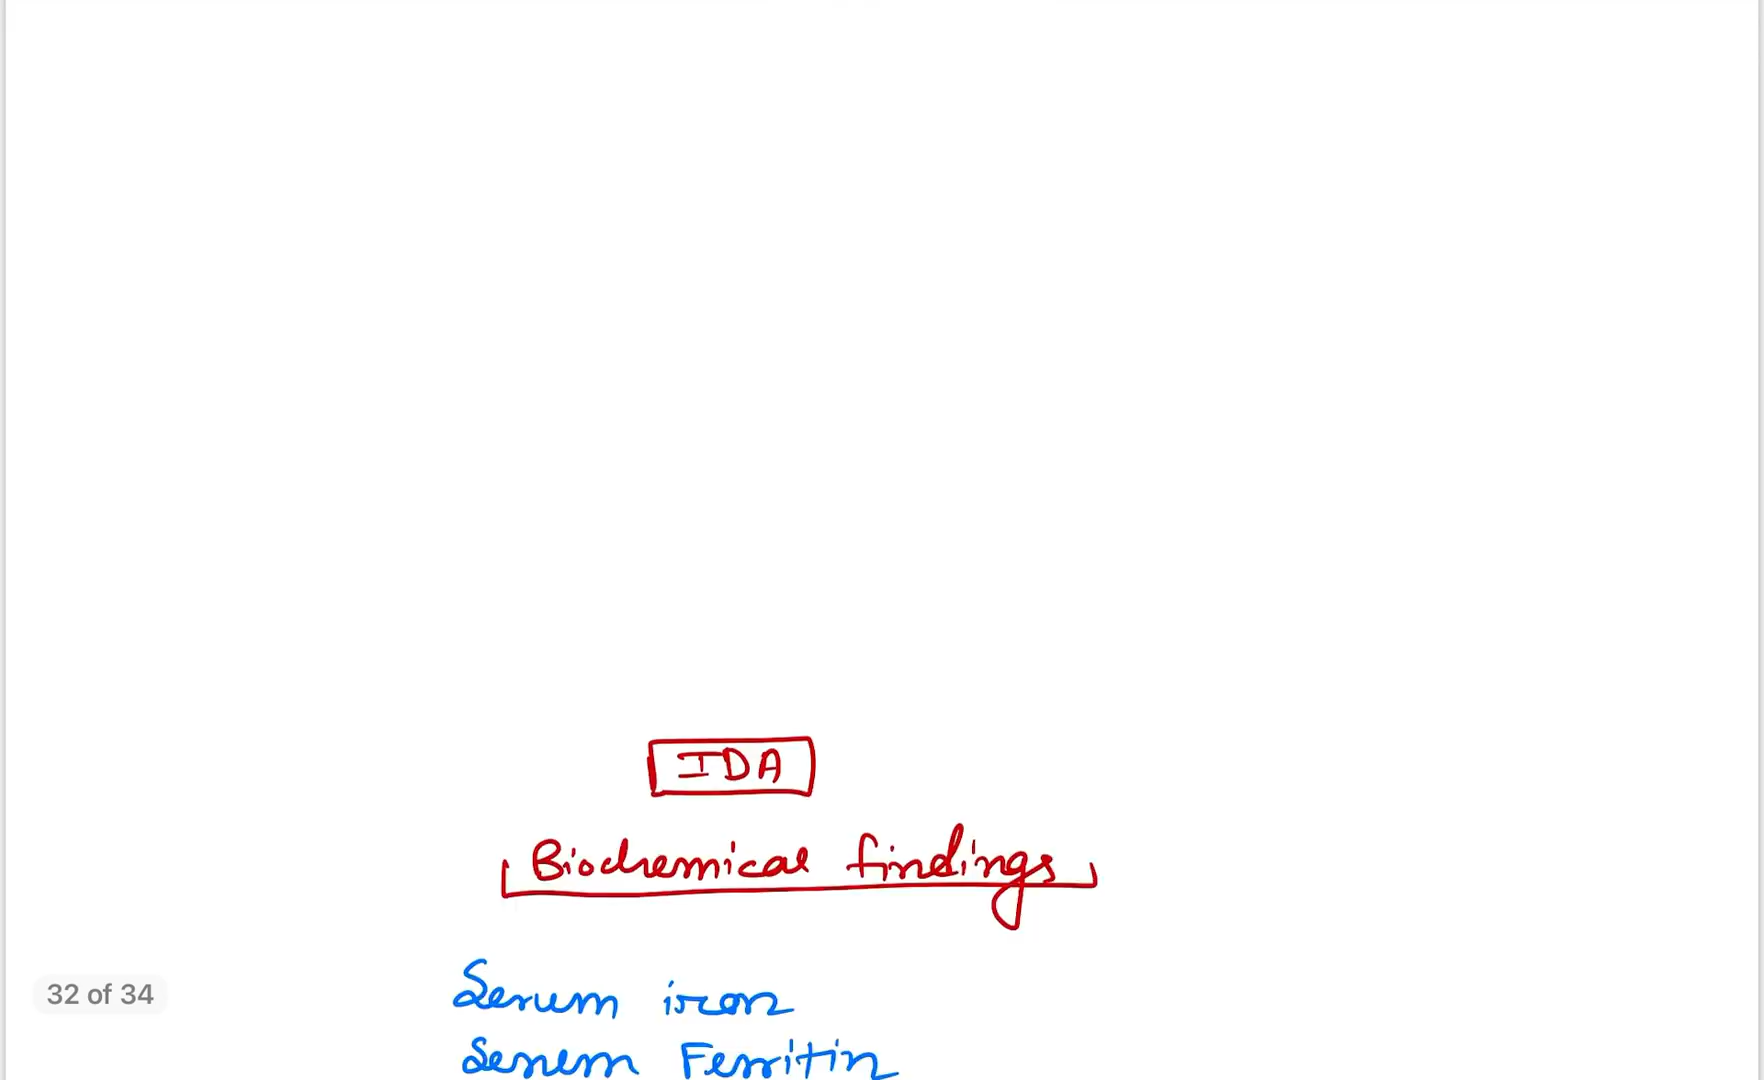 IDA
Biochemical findings
Serum iron
Serum Ferritin
32 of 34